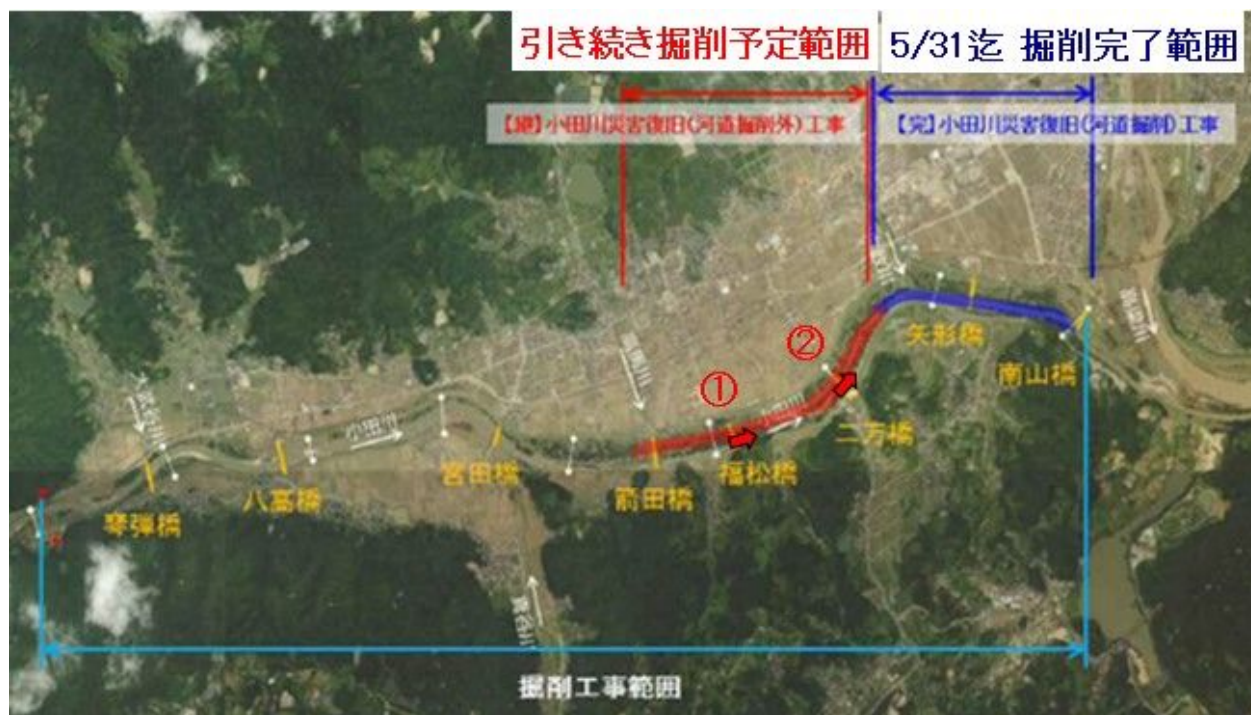 引き続き掘削予定範囲
5/31迄 掘削完了範囲
【継】小田川災害復旧(河道掘削外)工事
【完】小田川災害復旧(河道掘削)工事
矢形橋
南山橋
②
①
二万橋
小田川
宮田橋
八高橋
箭田橋
福松橋
琴弾橋
掘削工事範囲